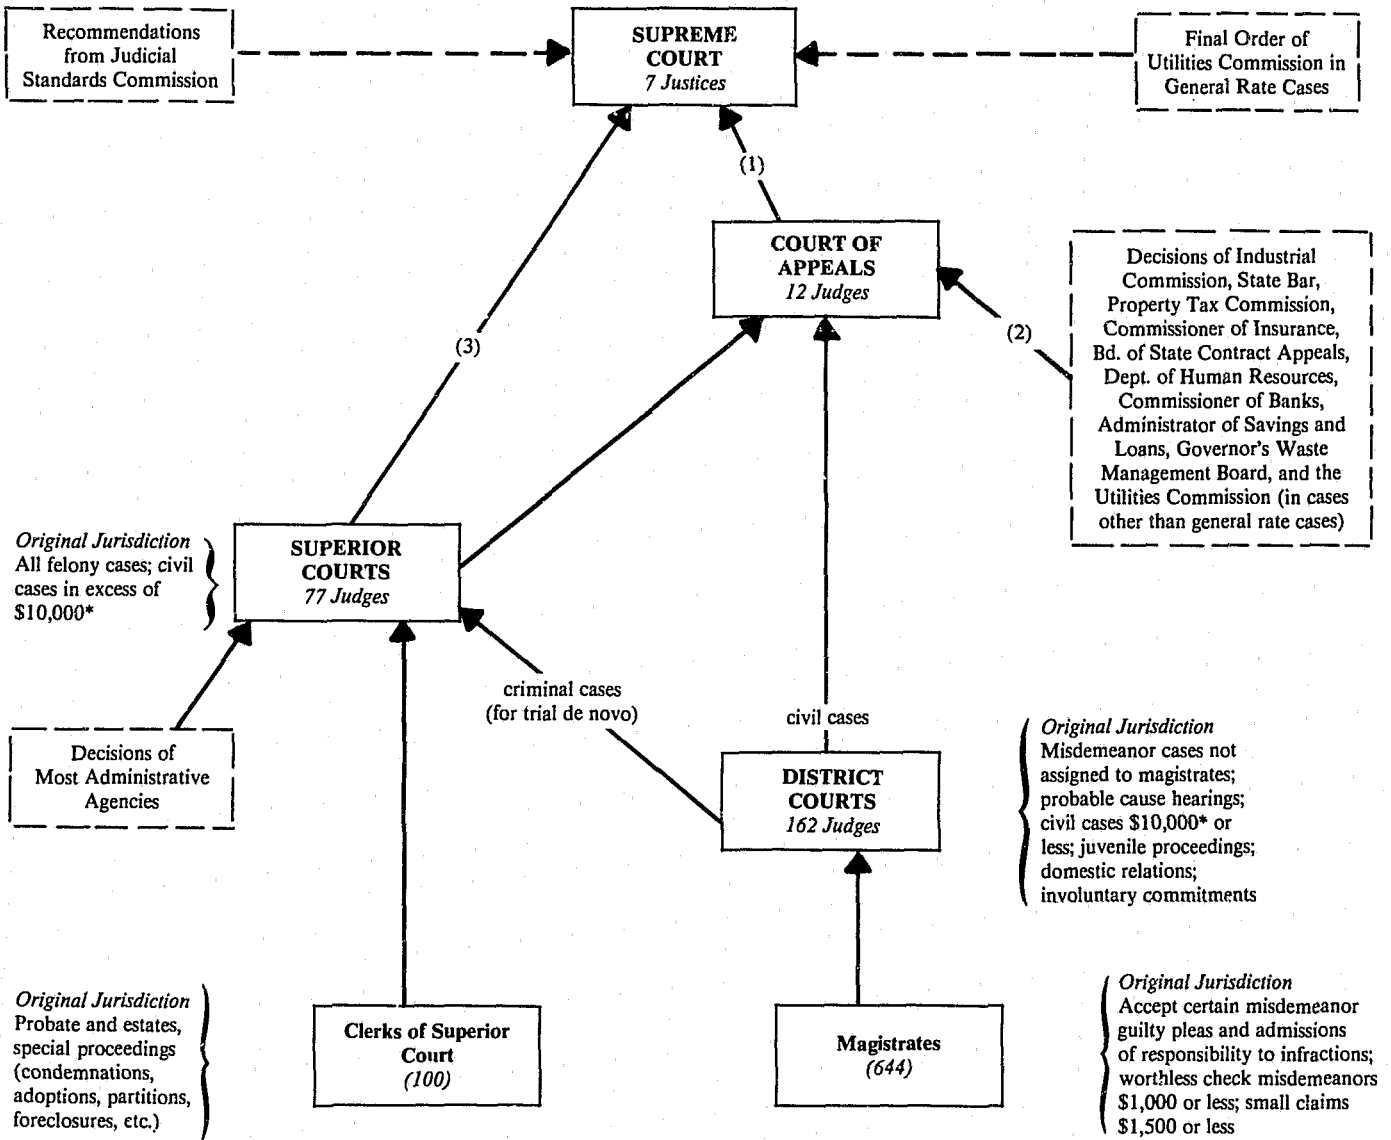 Recommendations
from Judicial
Standards Commission
SUPREME
COURT
7 Justices
Final Order of
Utilities Commission in
General Rate Cases
(1)
COURT OF
APPEALS
12 Judges
(2)
Decisions of Industrial
Commission, State Bar,
Property Tax Commission,
Commissioner of Insurance,
Bd. of State Contract Appeals,
Dept. of Human Resources,
Commissioner of Banks,
Administrator of Savings and
Loans, Governor's Waste
Management Board, and the
Utilities Commission (in cases
other than general rate cases)
(3)
Original Jurisdiction
All felony cases; civil
cases in excess of
$10,000*
SUPERIOR
COURTS
77 Judges
criminal cases
(for trial de novo)
civil cases
Decisions of
Most Administrative
Agencies
DISTRICT
COURTS
162 Judges
Original Jurisdiction
Misdemeanor cases not
assigned to magistrates;
probable cause hearings;
civil cases $10,000* or
less; juvenile proceedings;
domestic relations;
involuntary commitments
Original Jurisdiction
Probate and estates,
special proceedings
(condemnations,
adoptions, partitions,
foreclosures, etc.)
Clerks of Superior
Court
(100)
Magistrates
(644)
Original Jurisdiction
Accept certain misdemeanor
guilty pleas and admissions
of responsibility to infractions;
worthless check misdemeanors
$1,000 or less; small claims
$1,500 or less